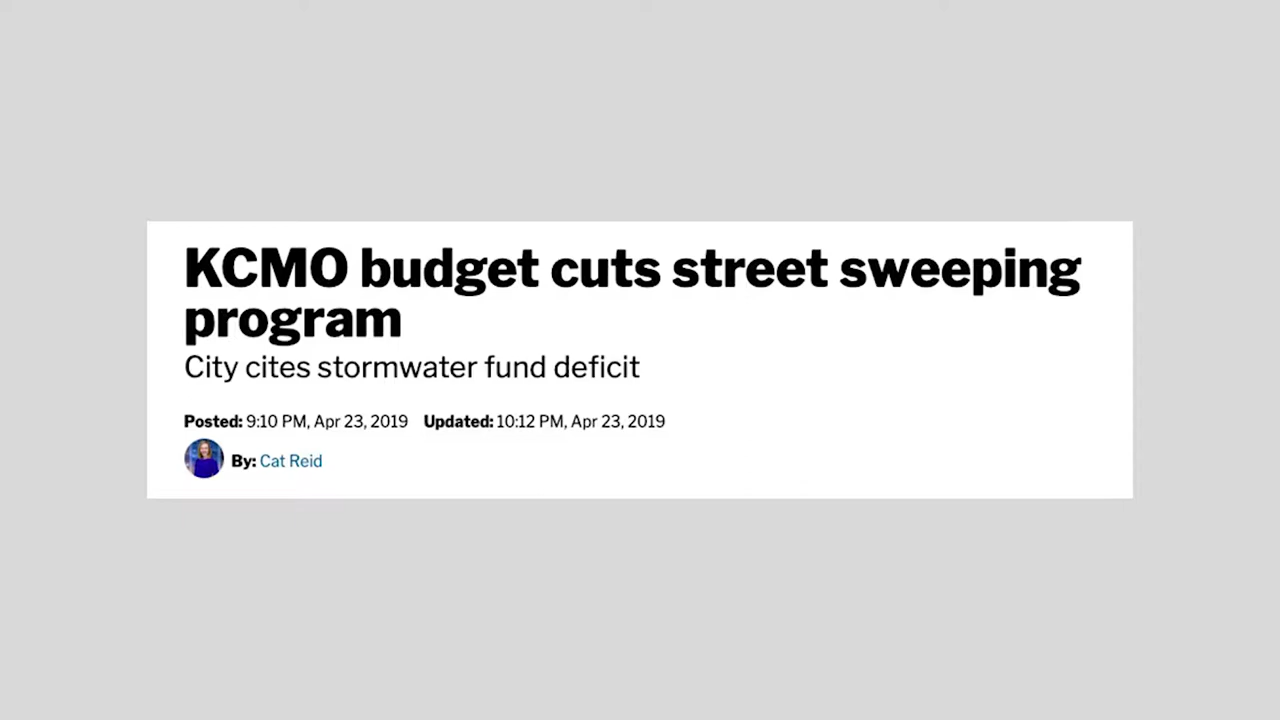 KCMO budget cuts street sweeping
program
City cites stormwater fund deficit
Posted: 9:10 PM, Apr 23, 2019 Updated: 10:12 PM, Apr 23, 2019
By: Cat Reid